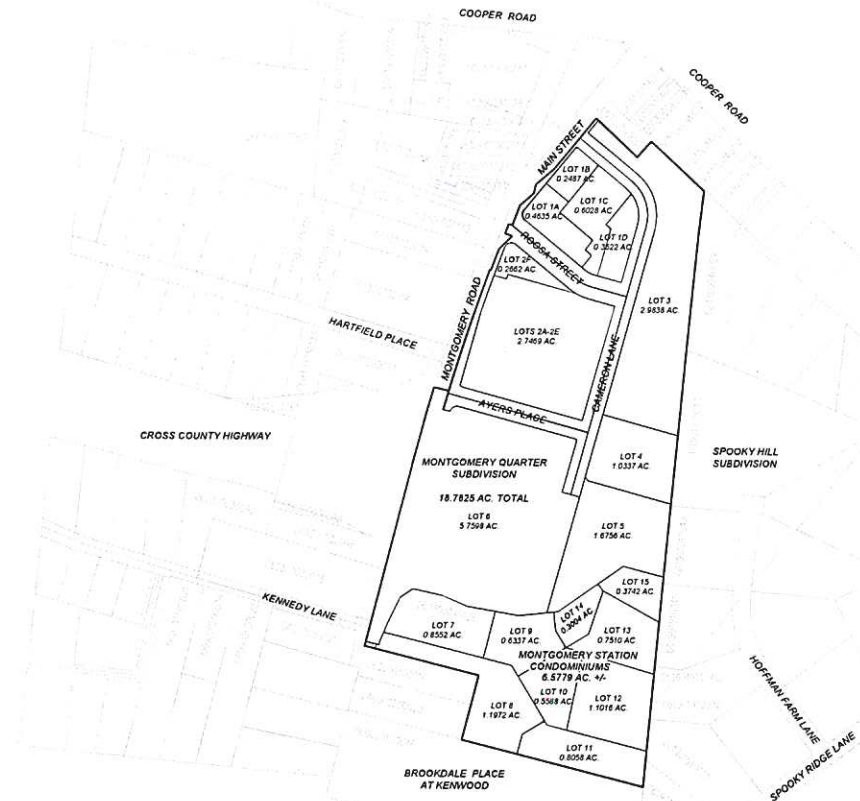 COOPER ROAD
COOPER ROAD
MAIN STREET
LOT 1B
0.2487 AC.
LOT 1C
0.6028 AC.
LOT 1A
0.4635 AC.
LOT 1D
0.3522 AC.
ROOSA STREET
LOT 2F
0.2662 AC.
LOT 3
2.9838 AC.
MONTGOMERY ROAD
LOTS 2A-2E
2.7469 AC.
HARTFIELD PLACE
CAMERON LANE
AYERS PLACE
CROSS COUNTY HIGHWAY
LOT 4
1.0337 AC.
SPOOKY HILL
SUBDIVISION
MONTGOMERY QUARTER
SUBDIVISION
18.7825 AC. TOTAL
LOT 6
5.7598 AC.
LOT 5
1.6756 AC.
LOT 15
0.3742 AC.
KENNEDY LANE
LOT 14
0.3004 AC.
LOT 7
0.8552 AC.
LOT 9
0.6337 AC.
LOT 13
0.7510 AC.
MONTGOMERY STATION
CONDOMINIUMS
6.5779 AC. +/-
LOT 8
1.1972 AC.
LOT 10
0.5568 AC.
LOT 12
1.1016 AC.
HOFFMAN FARM LANE
LOT 11
0.8058 AC.
SPOOKY RIDGE LANE
BROOKDALE PLACE
AT KENWOOD